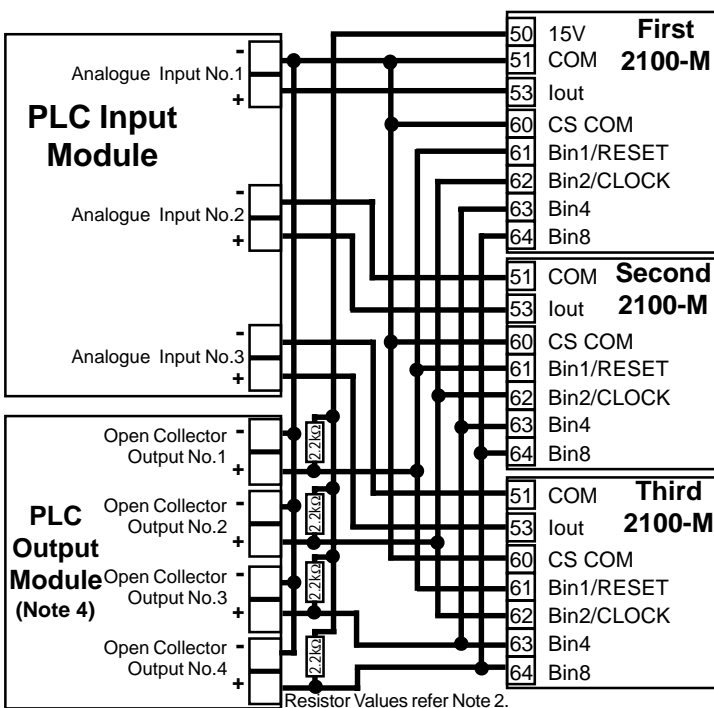 -
Analogue Input No.1
+
PLC Input
Module
-
Analogue Input No.2
+
-
Analogue Input No.3
+
Open Collector -
Output No.1
+
2.2kΩ
Open Collector -
Output No.2
+
2.2kΩ
PLC
Output
Module
(Note 4)
Open Collector -
Output No.3
+
2.2kΩ
Open Collector -
Output No.4
+
2.2kΩ
Resistor Values refer Note 2.
First
2100-M
50 15V
51 COM
53 Iout
60 CS COM
61 Bin1/RESET
62 Bin2/CLOCK
63 Bin4
64 Bin8
Second
2100-M
51 COM
53 Iout
60 CS COM
61 Bin1/RESET
62 Bin2/CLOCK
63 Bin4
64 Bin8
Third
2100-M
51 COM
53 Iout
60 CS COM
61 Bin1/RESET
62 Bin2/CLOCK
63 Bin4
64 Bin8